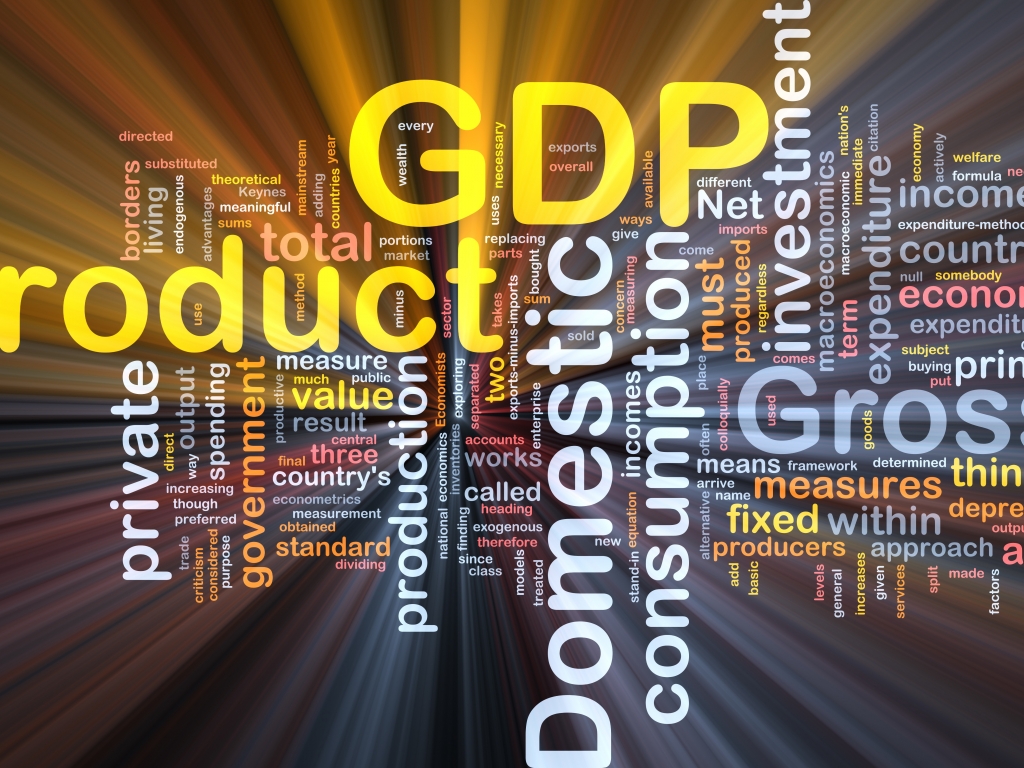 GDP
roduct
Domestic
Gross
consumption
investment
private
production
government
expenditure
total
Net
income
countr
econom
expenditu
prin
measures
fixed within
producers approach
value
must
produced
macroeconomics
macroeconomic
nation's
immediate
citation
economy
actively
welfare
formula
expenditure-metho
null somebody
subject
buying
put
term
comes
used
goods
means framework determined thin
arrive
name
depre
outpu
add
basic
levels
general
increases
given
services
split
made
factors
different
imports
come
regardless
place
colloquially
often
alternative
available
ways
give
measuring
concern
incomes
equation
stand-in
new
sold
exports
overall
every
wealth
necessary
uses
replacing
parts
bought
sum
takes
exports-minus-imports
two
enterprise
separated
exploring
Economists
sector
minus
portions
market
directed
substituted
borders
living
endogenous
advantages
theoretical
Keynes
meaningful
sums
mainstream
adding
countries year
method
use
measure
much public
productive
result
central
three
final
country's
econometrics
measurement
obtained
standard
dividing
output
spending
direct
way
increasing
though
preferred
trade
criticism
considered
purpose
accounts
works
called
heading
exogenous
therefore
since
class
finding
inventories
national economics
models
treated